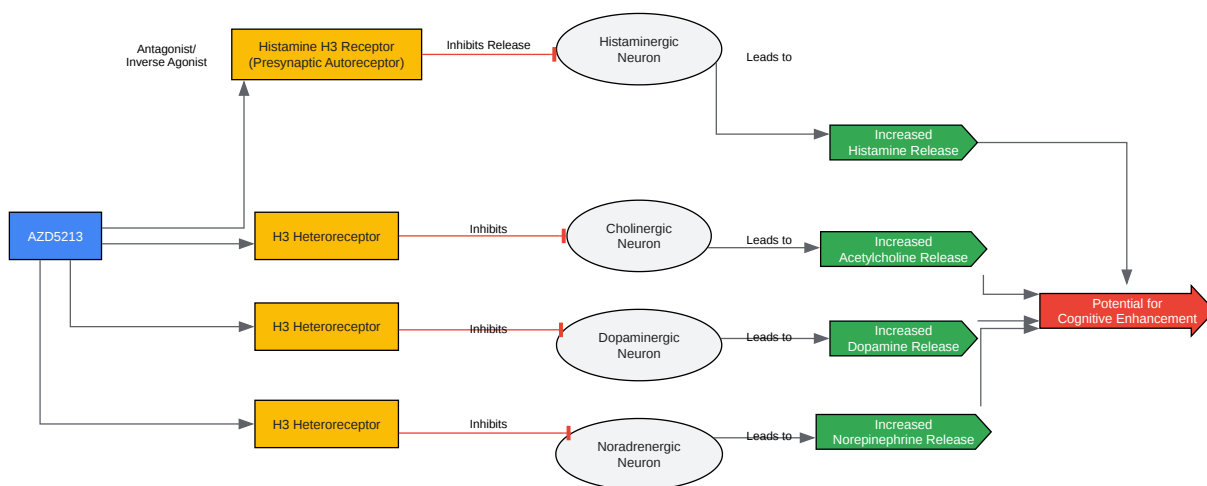 Antagonist/
Inverse Agonist
Histamine H3 Receptor
(Presynaptic Autoreceptor)
Inhibits Release
Histaminergic
Neuron
Leads to
Increased
Histamine Release
AZD5213
H3 Heteroreceptor
Inhibits
Cholinergic
Neuron
Leads to
Increased
Acetylcholine Release
H3 Heteroreceptor
Inhibits
Dopaminergic
Neuron
Leads to
Increased
Dopamine Release
Potential for
Cognitive Enhancement
H3 Heteroreceptor
Inhibits
Noradrenergic
Neuron
Leads to
Increased
Norepinephrine Release